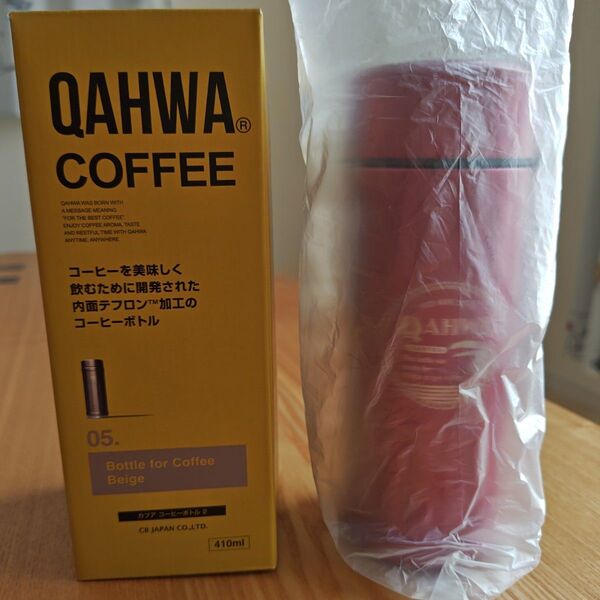 QAHWA®
COFFEE
QAHWA WAS BORN WITH
A MESSAGE MEANING
"FOR THE BEST COFFEE".
ENJOY COFFEE AROMA, TASTE
AND RESTFUL TIME WITH QAHWA
ANYTIME, ANYWHERE
コーヒーを美味しく
飲むために開発された
内面テフロン™加工の
コーヒーボトル
05.
Bottle for Coffee
Beige
カフア コーヒーボトル 2
CB JAPAN CO.,LTD.
410ml
QAHWA